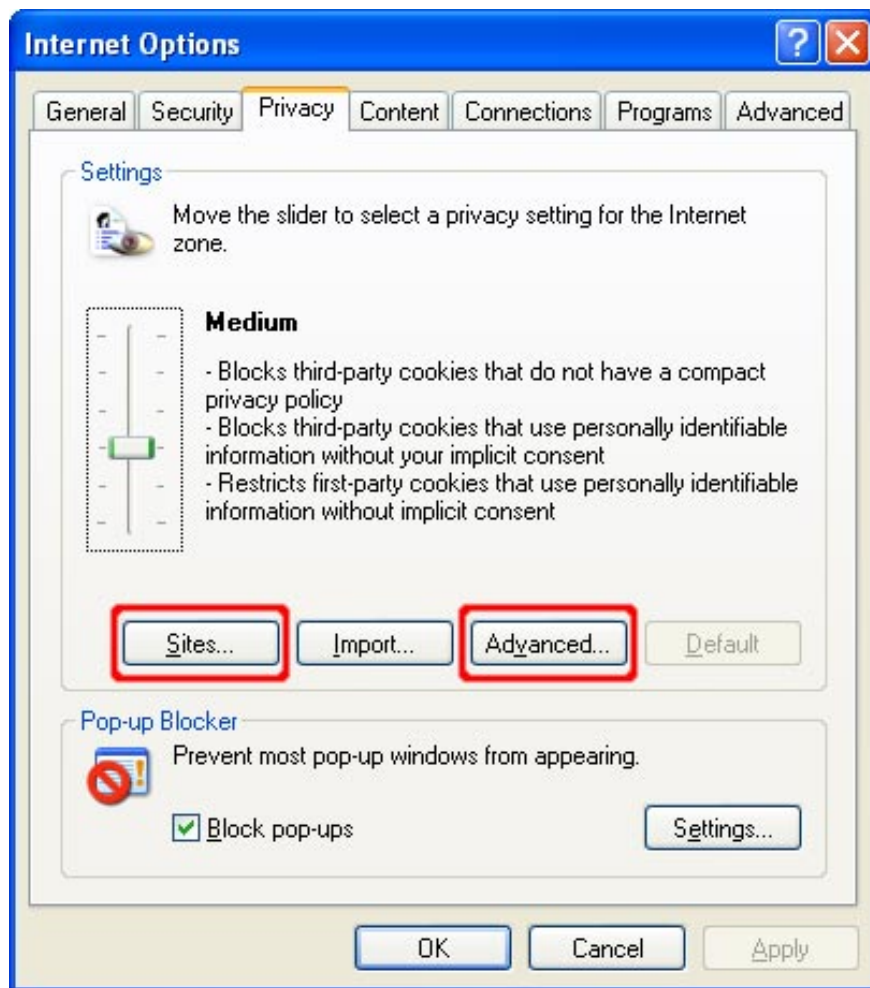 Internet Options
General Security Privacy Content Connections Programs Advanced
Settings
Move the slider to select a privacy setting for the Internet
zone.
Medium
- Blocks third-party cookies that do not have a compact
privacy policy
- Blocks third-party cookies that use personally identifiable
information without your implicit consent
- Restricts first-party cookies that use personally identifiable
information without implicit consent
Sites... Import... Advanced... Default
Pop-up Blocker
Prevent most pop-up windows from appearing.
Block pop-ups Settings...
OK Cancel Apply